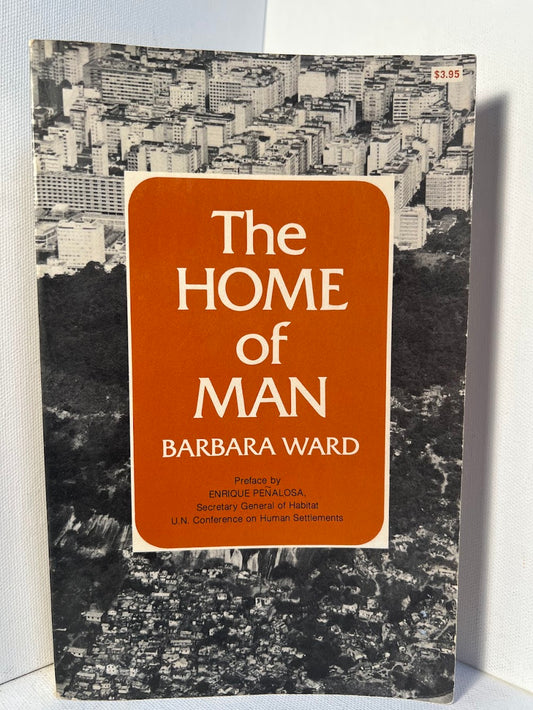 $3.95
The
HOME
of
MAN
BARBARA WARD
Preface by
ENRIQUE PEÑALOSA,
Secretary General of Habitat
U.N. Conference on Human Settlements